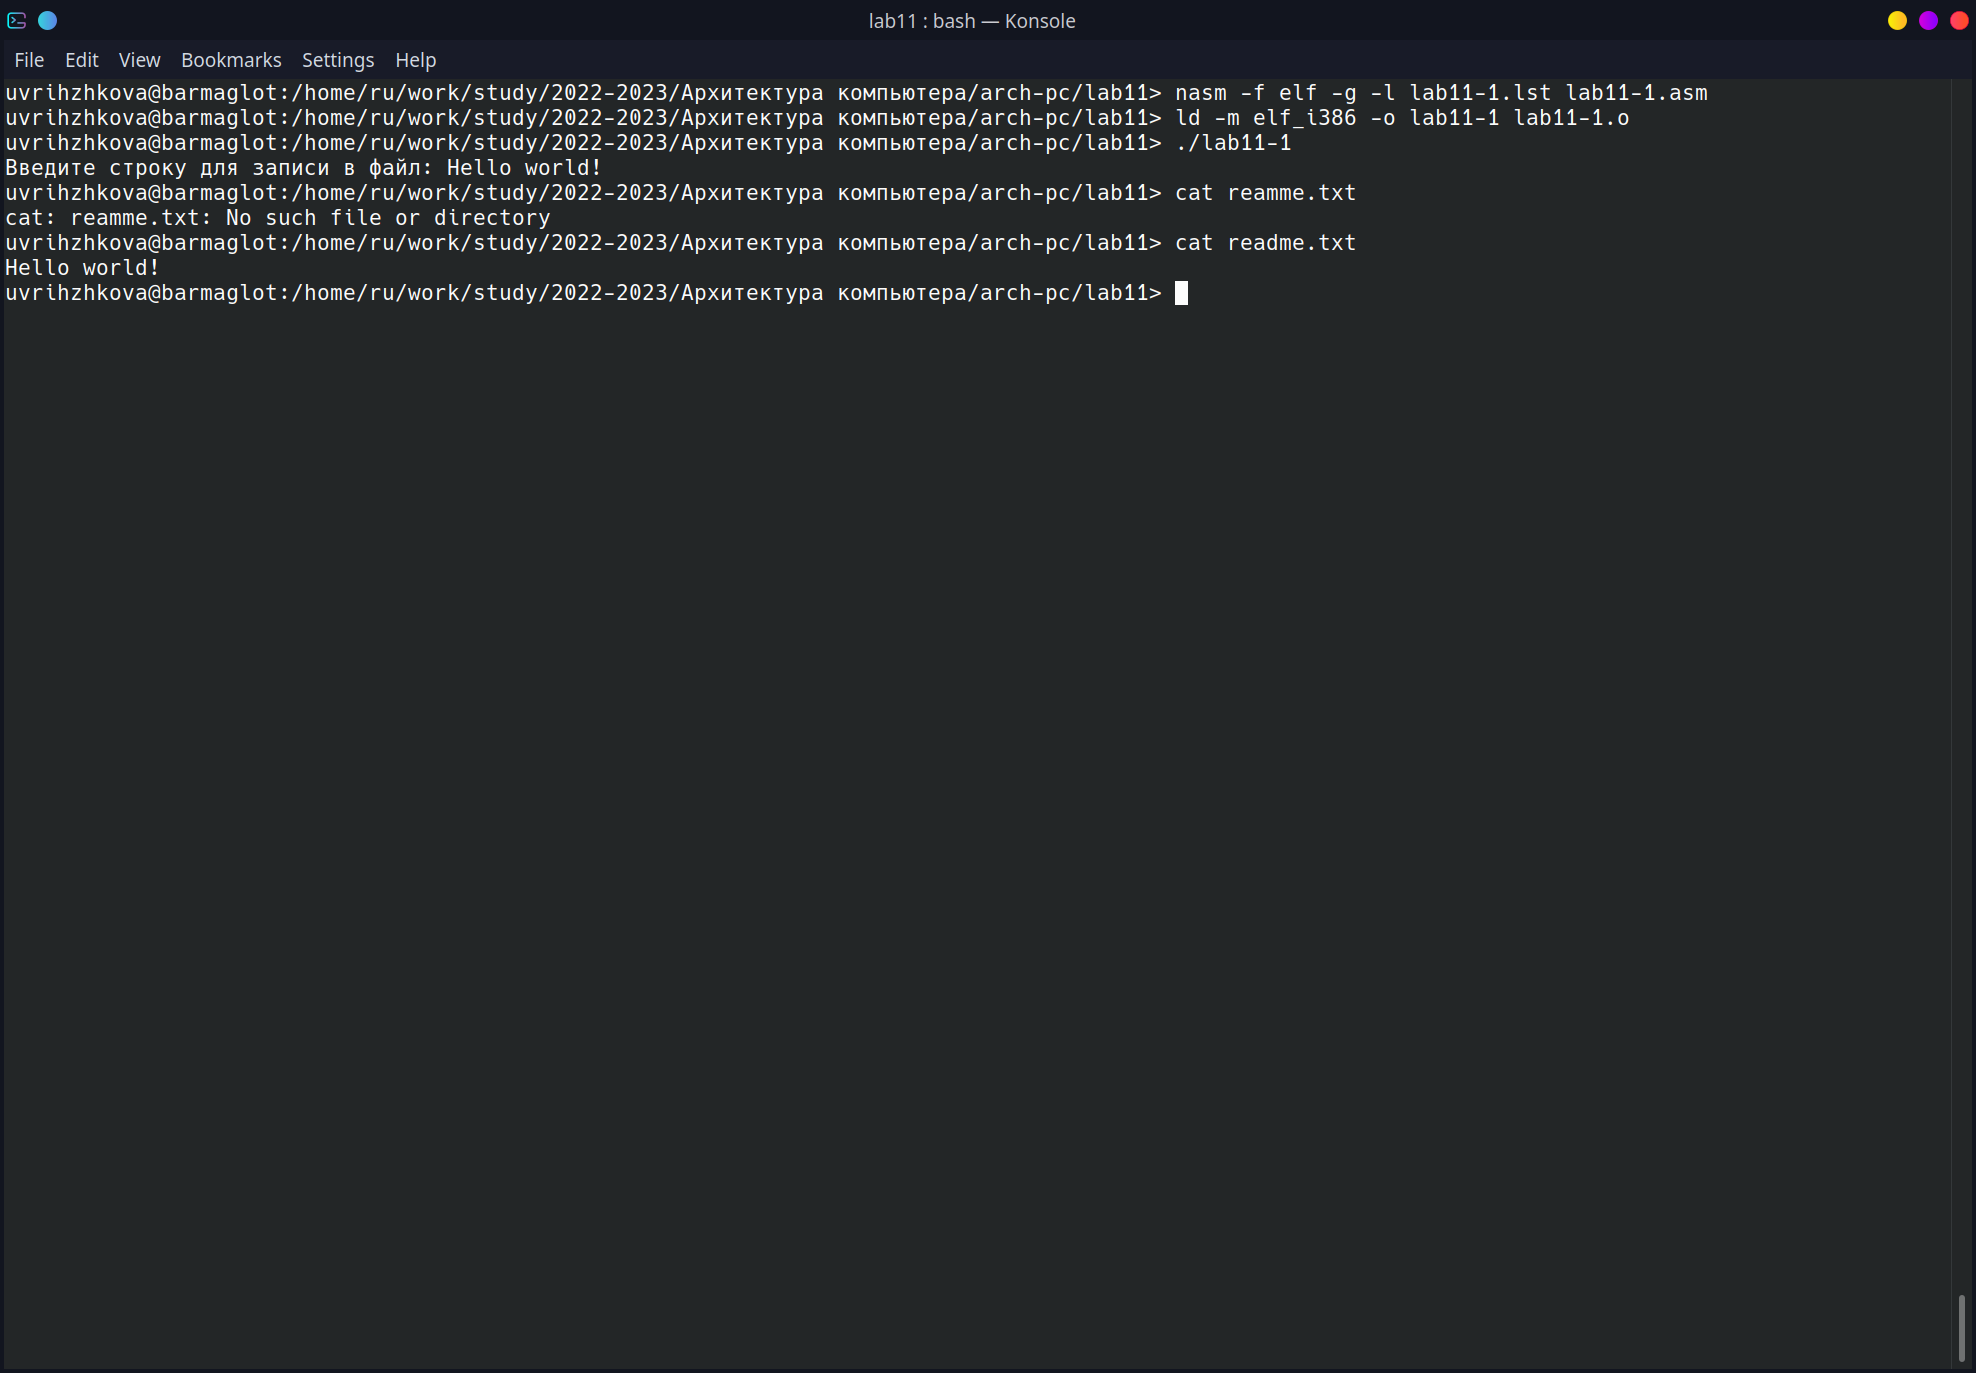 lab11 : bash — Konsole
File Edit View Bookmarks Settings Help
uvrihzhkova@barmaglot:/home/ru/work/study/2022-2023/Архитектура компьютера/arch-pc/lab11> nasm -f elf -g -l lab11-1.lst lab11-1.asm
uvrihzhkova@barmaglot:/home/ru/work/study/2022-2023/Архитектура компьютера/arch-pc/lab11> ld -m elf_i386 -o lab11-1 lab11-1.o
uvrihzhkova@barmaglot:/home/ru/work/study/2022-2023/Архитектура компьютера/arch-pc/lab11> ./lab11-1
Введите строку для записи в файл: Hello world!
uvrihzhkova@barmaglot:/home/ru/work/study/2022-2023/Архитектура компьютера/arch-pc/lab11> cat reamme.txt
cat: reamme.txt: No such file or directory
uvrihzhkova@barmaglot:/home/ru/work/study/2022-2023/Архитектура компьютера/arch-pc/lab11> cat readme.txt
Hello world!
uvrihzhkova@barmaglot:/home/ru/work/study/2022-2023/Архитектура компьютера/arch-pc/lab11>